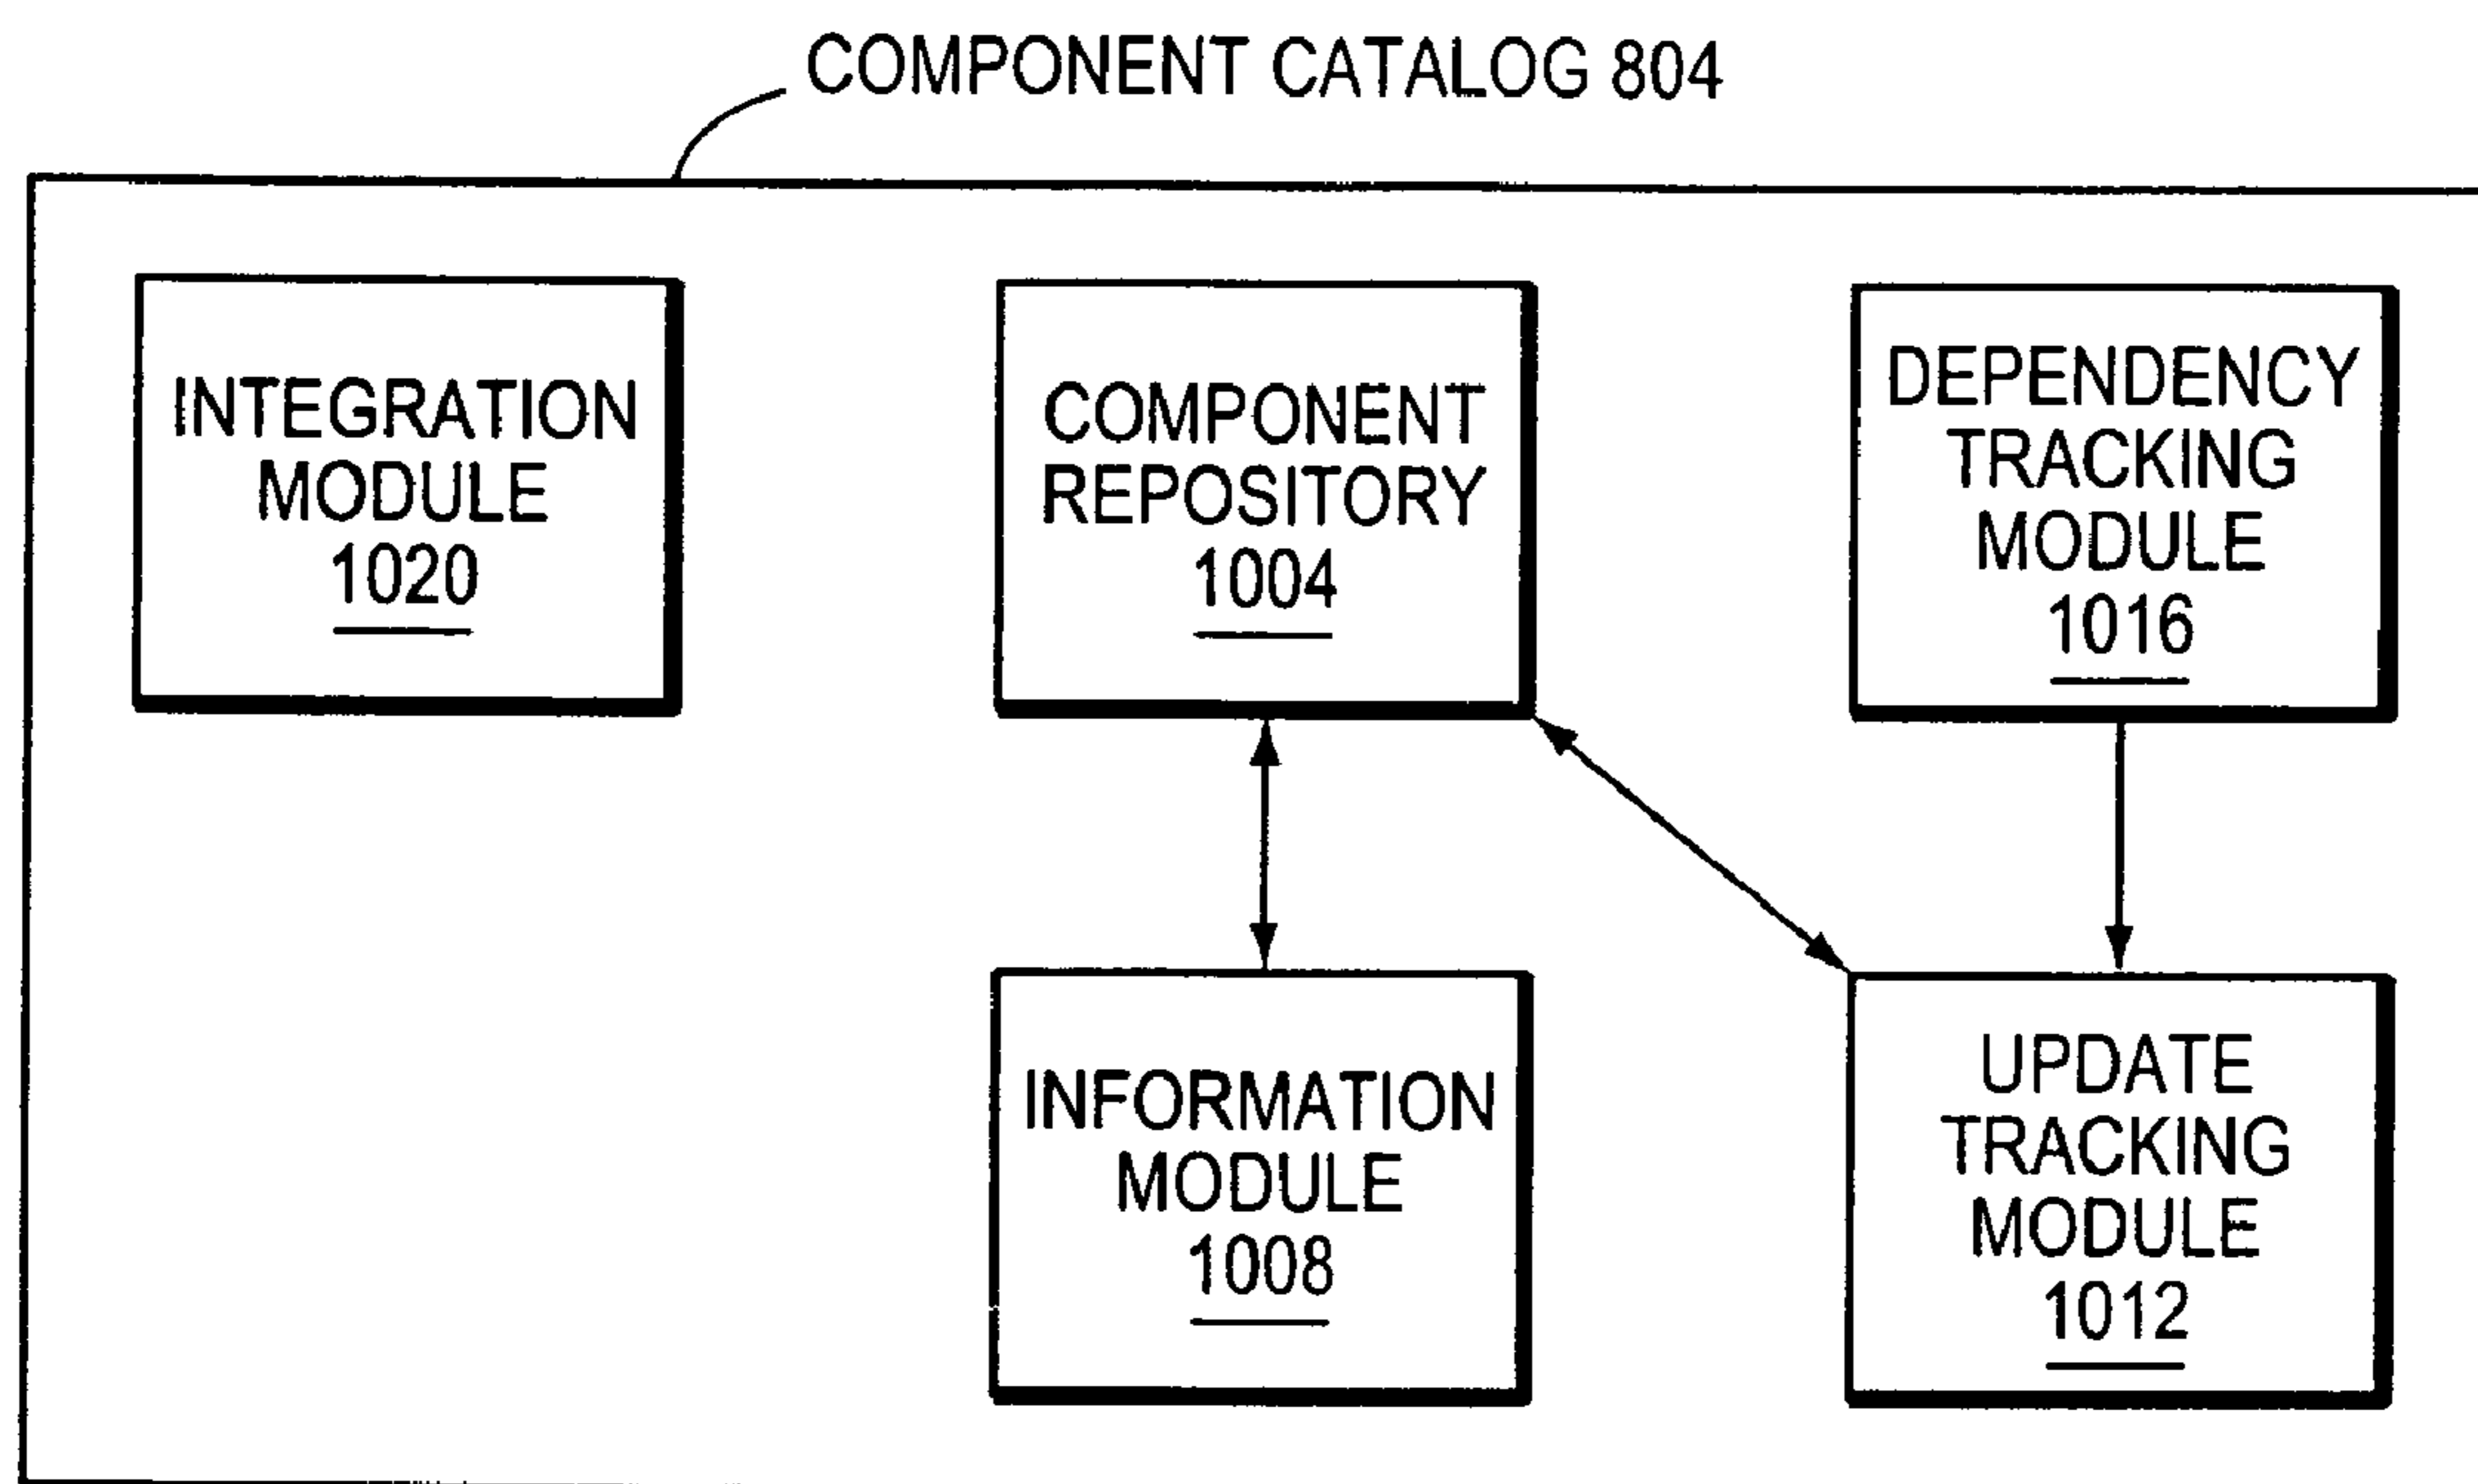 COMPONENT CATALOG 804
INTEGRATION
MODULE
1020
COMPONENT
REPOSITORY
1004
DEPENDENCY
TRACKING
MODULE
1016
INFORMATION
MODULE
1008
UPDATE
TRACKING
MODULE
1012